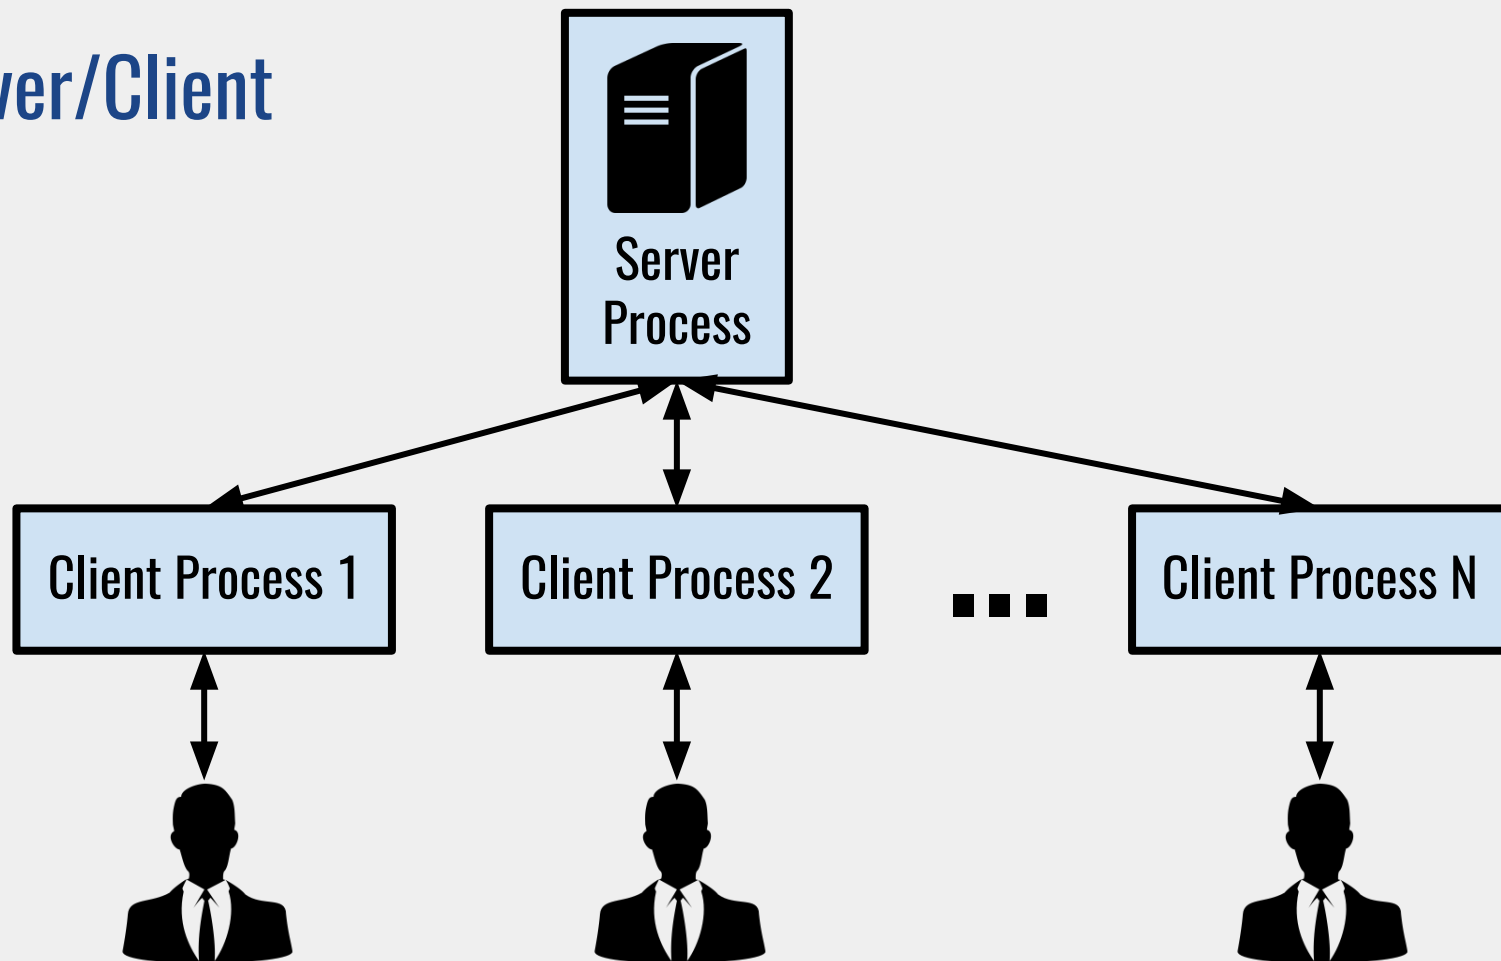 ver/Client
Server
Process
Client Process 1
Client Process 2
Client Process N